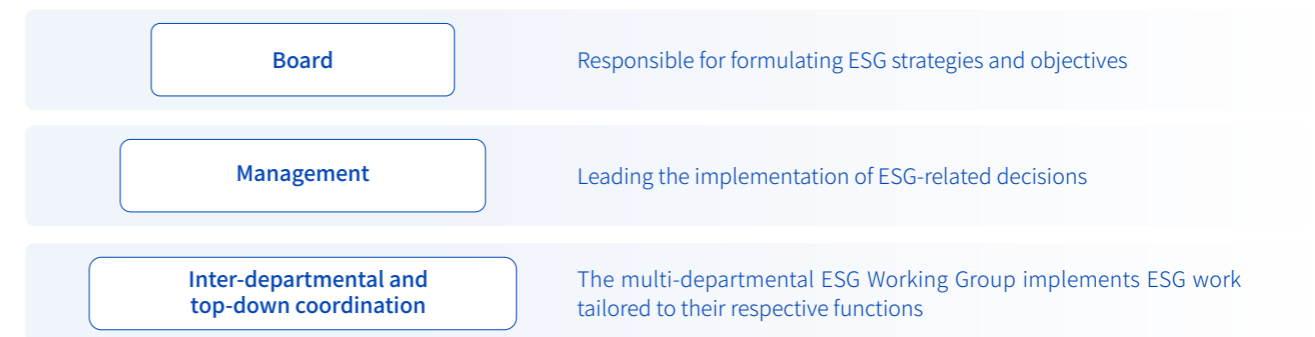 Board
Responsible for formulating ESG strategies and objectives
Management
Leading the implementation of ESG-related decisions
Inter-departmental and
top-down coordination
The multi-departmental ESG Working Group implements ESG work
tailored to their respective functions